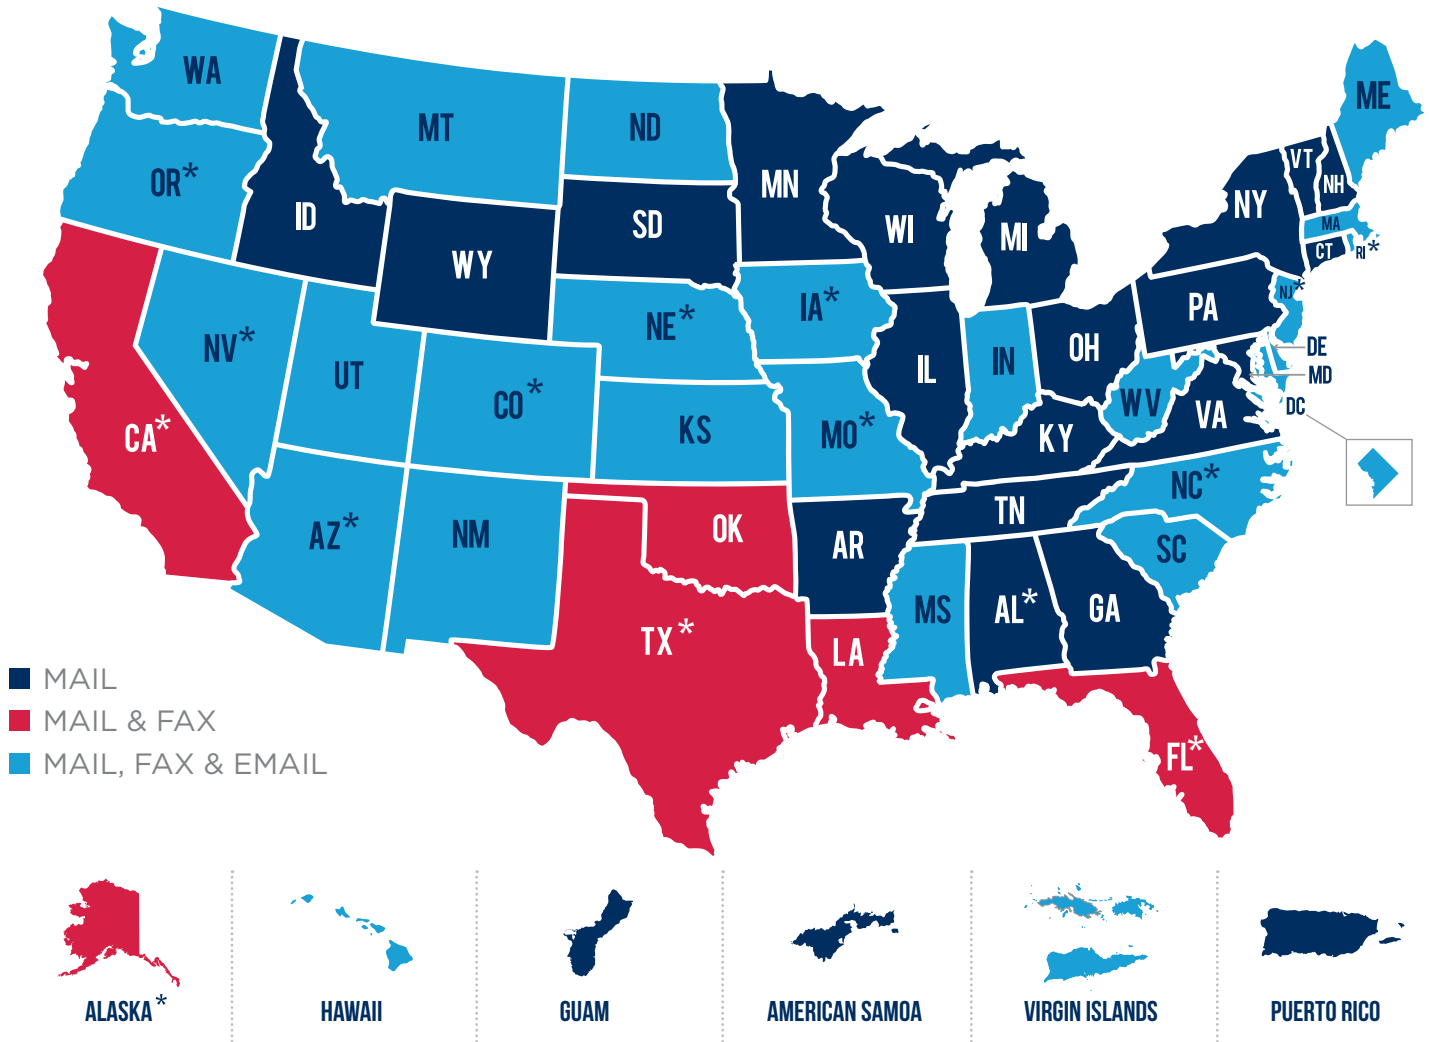 WA
MT
ND
ME
OR*
ID
MN
VT
NH
SD
WI
MI
NY
MA
WY
CT
RI*
NV*
NE*
IA*
NJ*
PA
UT
IL
IN
OH
DE
MD
CO*
WV
DC
CA*
KS
MO*
KY
VA
NC*
AZ*
NM
OK
AR
TN
SC
TX*
MS
AL*
GA
LA
FL*
MAIL
MAIL & FAX
MAIL, FAX & EMAIL
ALASKA*
HAWAII
GUAM
AMERICAN SAMOA
VIRGIN ISLANDS
PUERTO RICO